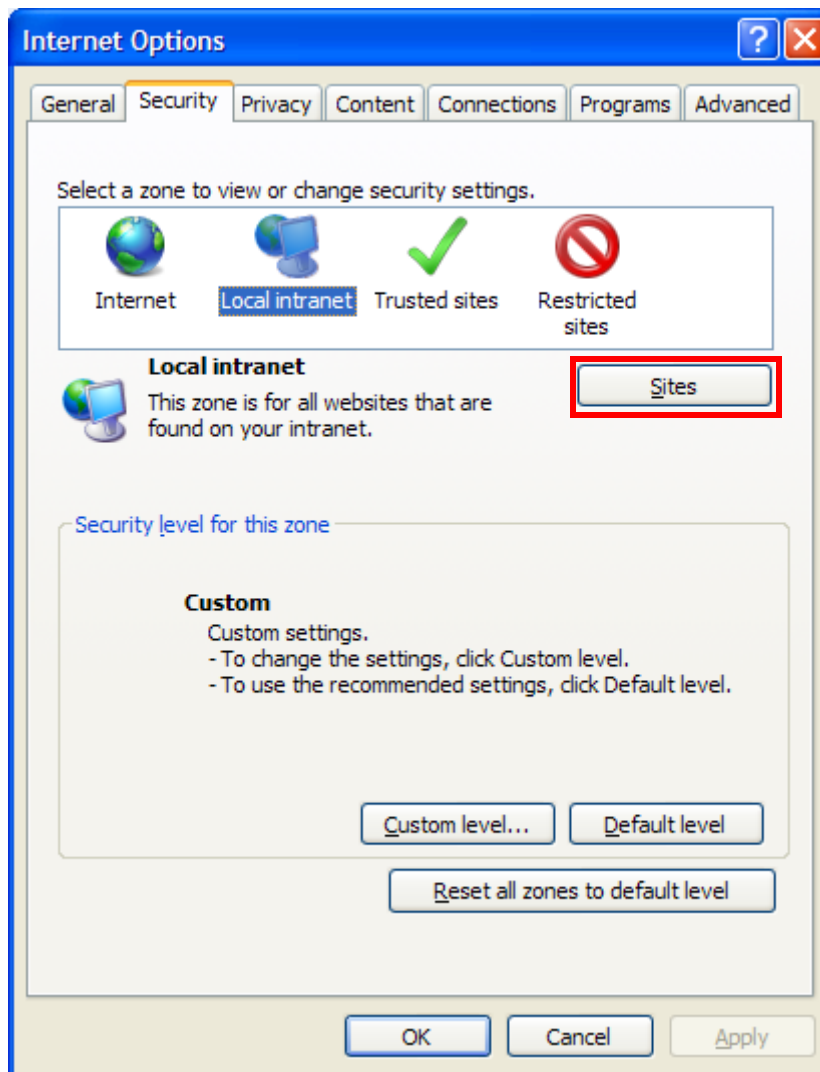 Internet Options
General Security Privacy Content Connections Programs Advanced
Select a zone to view or change security settings.
Internet Local intranet Trusted sites Restricted sites
Local intranet
This zone is for all websites that are
found on your intranet.
Sites
Security level for this zone
Custom
Custom settings.
- To change the settings, click Custom level.
- To use the recommended settings, click Default level.
Custom level... Default level
Reset all zones to default level
OK Cancel Apply